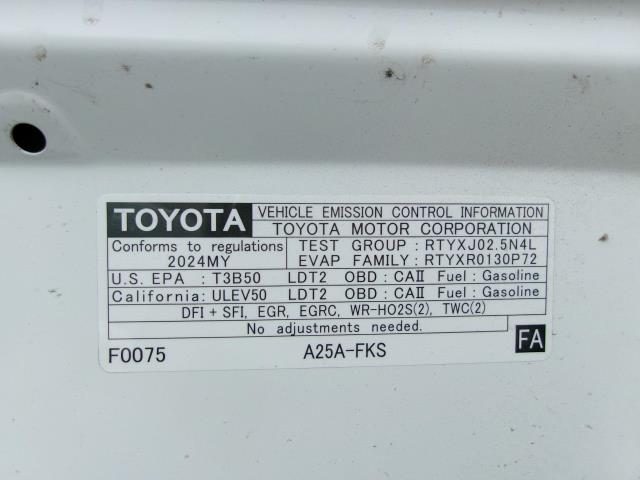 TOYOTA
VEHICLE EMISSION CONTROL INFORMATION
TOYOTA MOTOR CORPORATION
Conforms to regulations
2024MY
TEST GROUP : RTYXJ02.5N4L
EVAP FAMILY : RTYXR0130P72
U.S. EPA : T3B50 LDT2 OBD : CAII Fuel : Gasoline
California: ULEV50 LDT2 OBD : CAII Fuel : Gasoline
DFI + SFI, EGR, EGRC, WR-HO2S(2), TWC(2)
No adjustments needed.
F0075 A25A-FKS FA